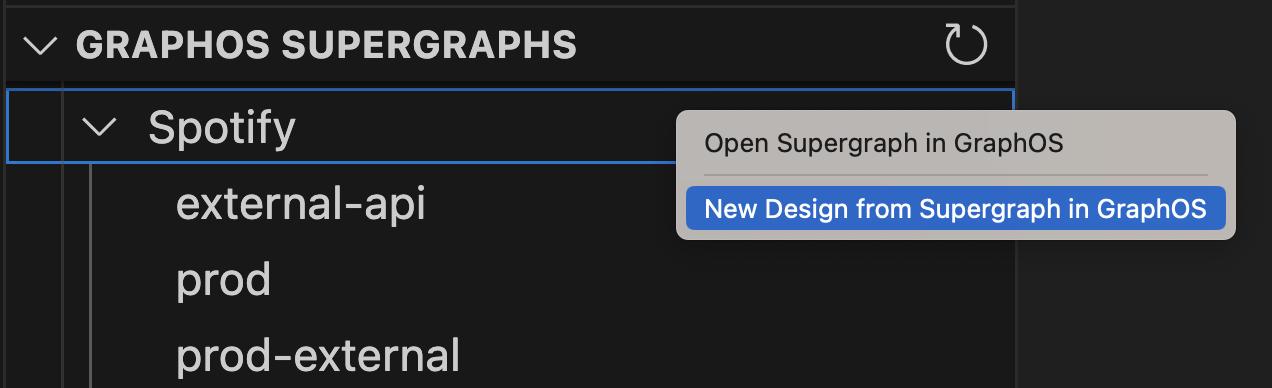 GRAPHOS SUPERGRAPHS
Spotify
Open Supergraph in GraphOS
New Design from Supergraph in GraphOS
external-api
prod
prod-external